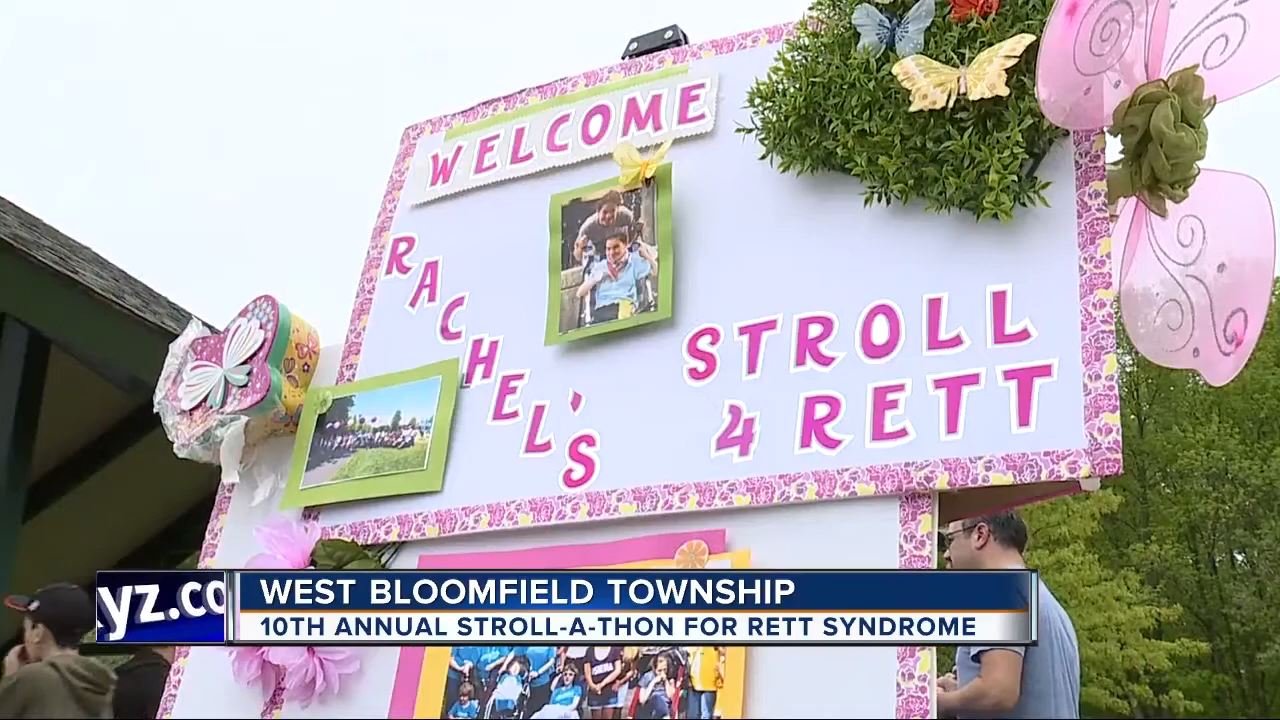 WELCOME
RACHEL'S
STROLL
4 RETT
yz.co
WEST BLOOMFIELD TOWNSHIP
10TH ANNUAL STROLL-A-THON FOR RETT SYNDROME